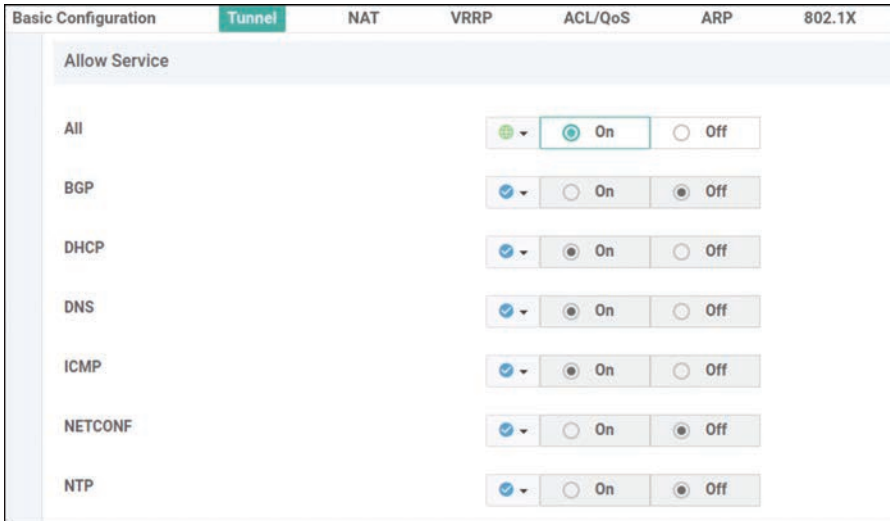 Basic Configuration Tunnel NAT VRRP ACL/QoS ARP 802.1X
Allow Service
All On Off
BGP On Off
DHCP On Off
DNS On Off
ICMP On Off
NETCONF On Off
NTP On Off